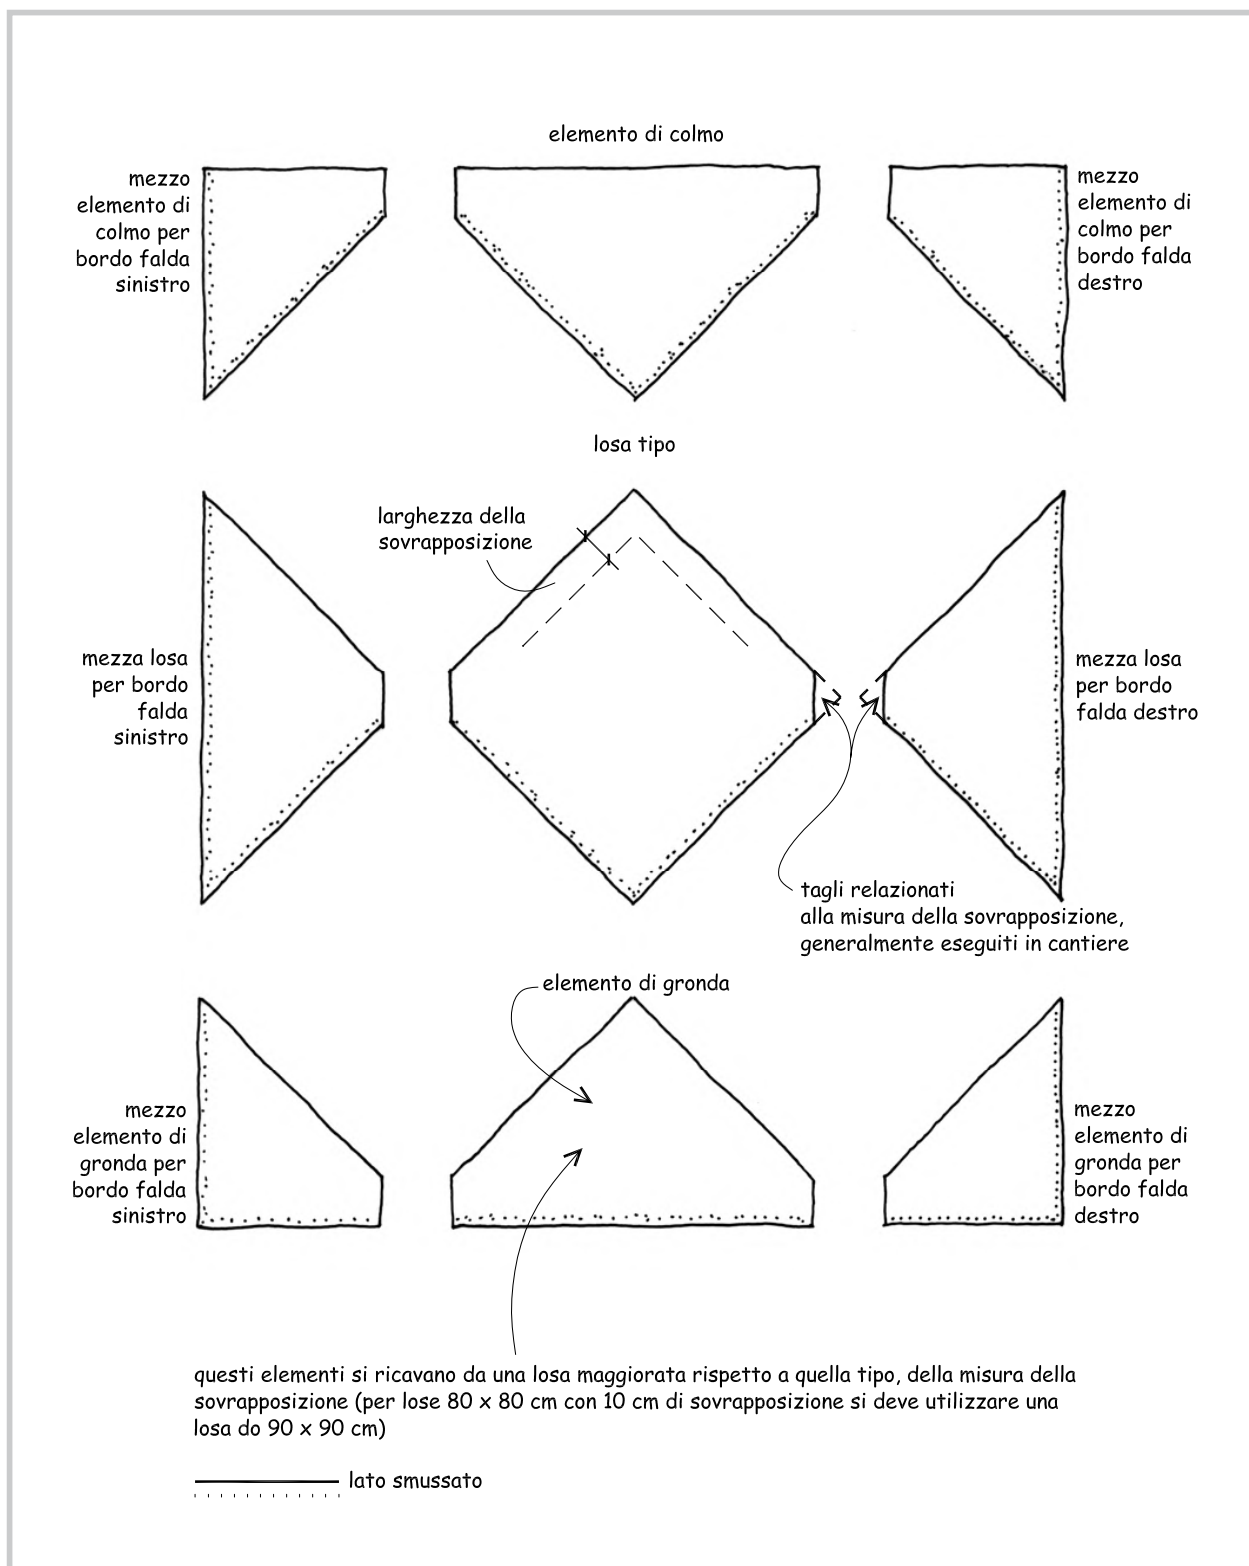 elemento di colmo
mezzo
elemento di
colmo per
bordo falda
sinistro
mezzo
elemento di
colmo per
bordo falda
destro
losa tipo
larghezza della
sovrapposizione
mezza losa
per bordo
falda
sinistro
mezza losa
per bordo
falda destro
tagli relazionati
alla misura della sovrapposizione,
generalmente eseguiti in cantiere
elemento di gronda
mezzo
elemento di
gronda per
bordo falda
sinistro
mezzo
elemento di
gronda per
bordo falda
destro
questi elementi si ricavano da una losa maggiorata rispetto a quella tipo, della misura della
sovrapposizione (per lose 80 x 80 cm con 10 cm di sovrapposizione si deve utilizzare una
losa do 90 x 90 cm)
lato smussato